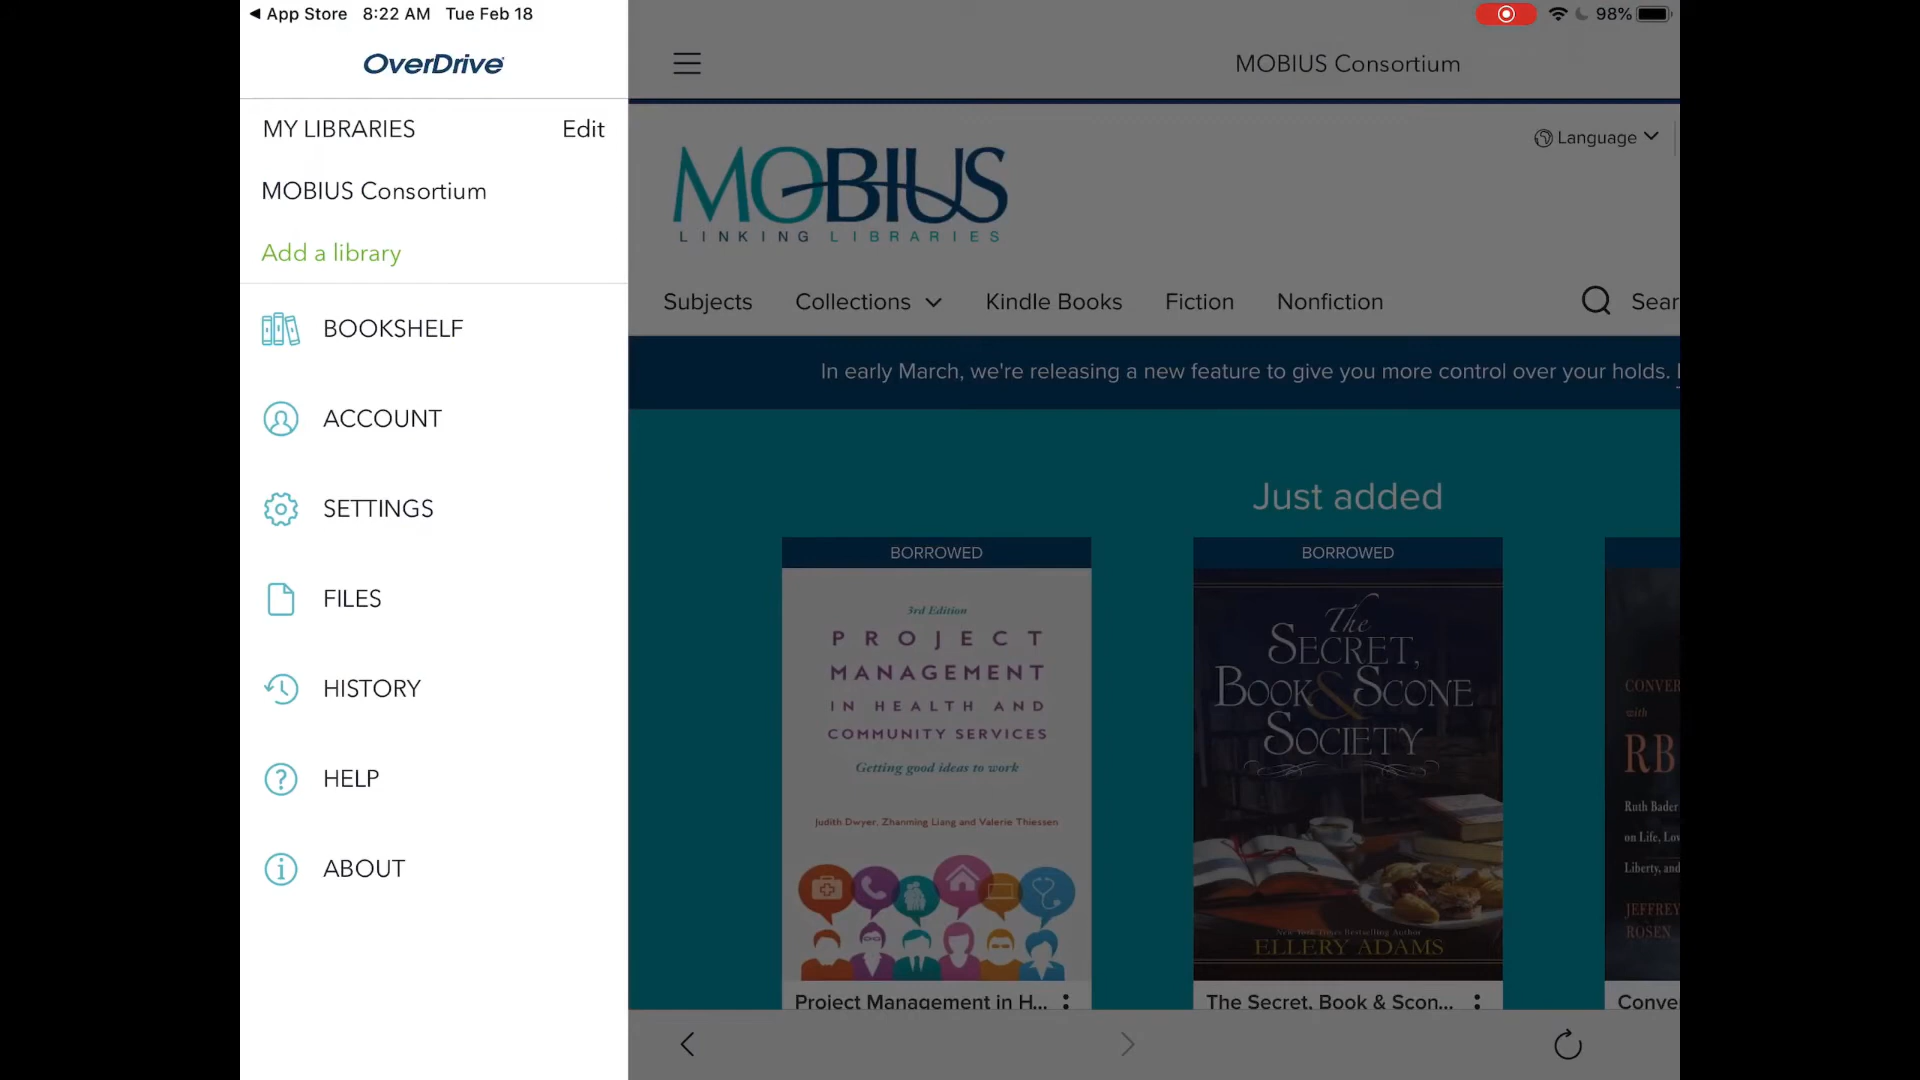 App Store 8:22 AM Tue Feb 18
98%
OverDrive
MY LIBRARIES Edit
MOBIUS Consortium
Add a library
BOOKSHELF
ACCOUNT
SETTINGS
FILES
HISTORY
HELP
ABOUT
MOBIUS Consortium
Language
MOBIUS
LINKING LIBRARIES
Subjects Collections Kindle Books Fiction Nonfiction Sear
In early March, we're releasing a new feature to give you more control over your holds.
Just added
BORROWED
3rd Edition
PROJECT
MANAGEMENT
IN HEALTH AND
COMMUNITY SERVICES
Getting good ideas to work
Judith Dwyer, Zhanming Liang and Valerie Thiessen
Project Management in H...
BORROWED
The
SECRET,
BOOK & SCONE
SOCIETY
New York Times Bestselling Author
ELLERY ADAMS
The Secret, Book & Scon...
CONVER
with
RB
Ruth Bader
on Life, Lov
Liberty, and
JEFFREY
ROSEN
Conve